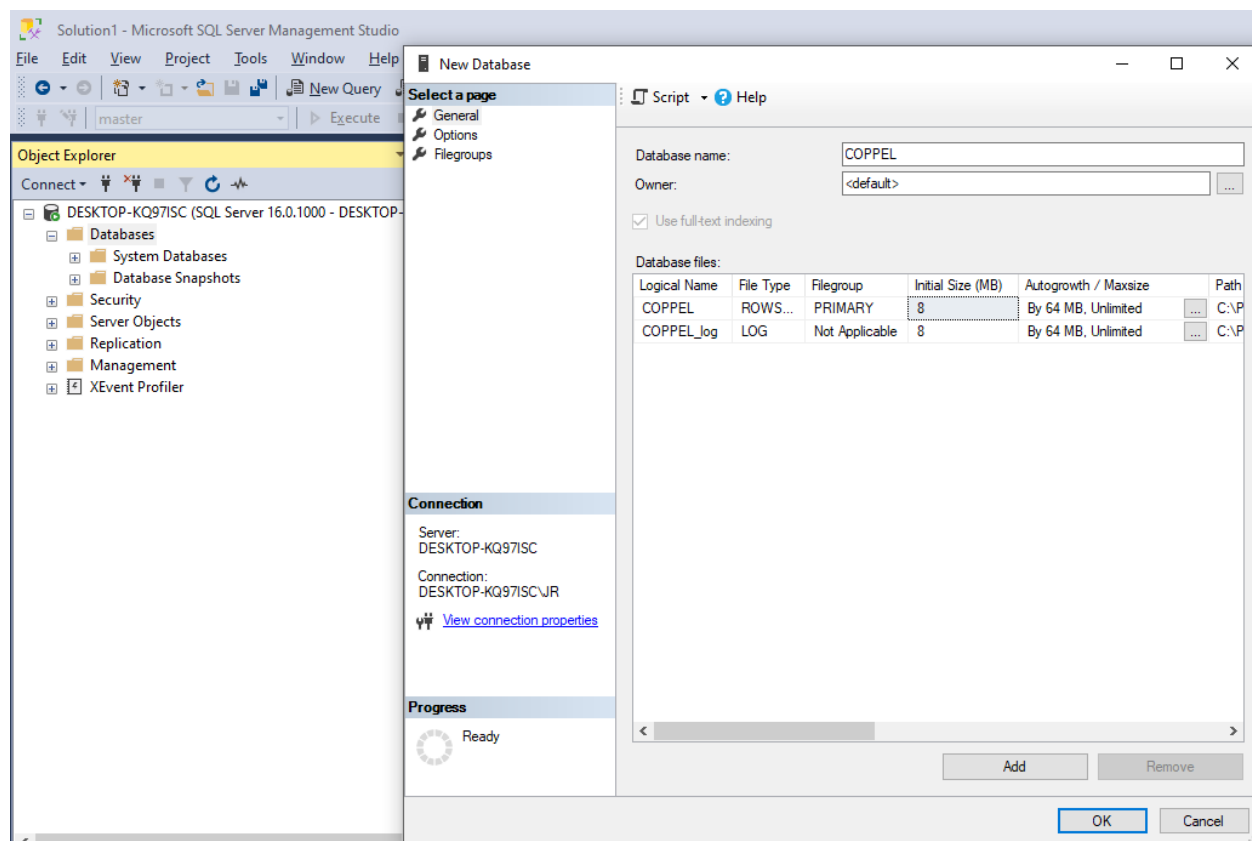 Solution1 - Microsoft SQL Server Management Studio
File Edit View Project Tools Window Help
New Query
master Execute
Object Explorer
Connect
DESKTOP-KQ97ISC (SQL Server 16.0.1000 - DESKTOP-
Databases
System Databases
Database Snapshots
Security
Server Objects
Replication
Management
XEvent Profiler
New Database
Select a page
General
Options
Filegroups
Connection
Server:
DESKTOP-KQ97ISC
Connection:
DESKTOP-KQ97ISC\JR
View connection properties
Progress
Ready
Script Help
Database name: COPPEL
Owner: <default> ...
Use full-text indexing
Database files:
Logical Name File Type Filegroup Initial Size (MB) Autogrowth / Maxsize Path
COPPEL ROWS... PRIMARY 8 By 64 MB, Unlimited ... C:\P
COPPEL_log LOG Not Applicable 8 By 64 MB, Unlimited ... C:\P
Add Remove
OK Cancel